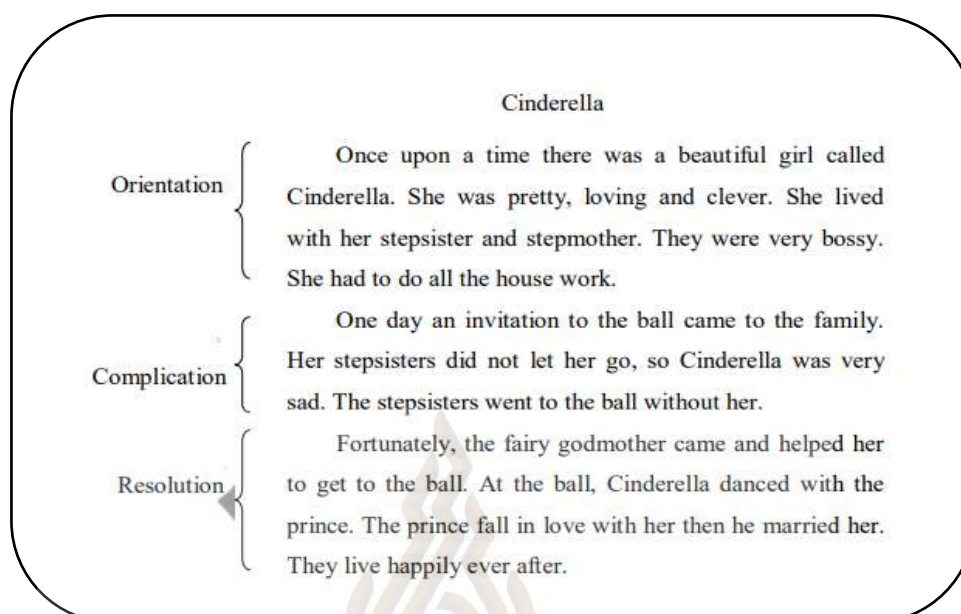 Cinderella
Orientation
Once upon a time there was a beautiful girl called
Cinderella. She was pretty, loving and clever. She lived
with her stepsister and stepmother. They were very bossy.
She had to do all the house work.
Complication
One day an invitation to the ball came to the family.
Her stepsisters did not let her go, so Cinderella was very
sad. The stepsisters went to the ball without her.
Resolution
Fortunately, the fairy godmother came and helped her
to get to the ball. At the ball, Cinderella danced with the
prince. The prince fall in love with her then he married her.
They live happily ever after.